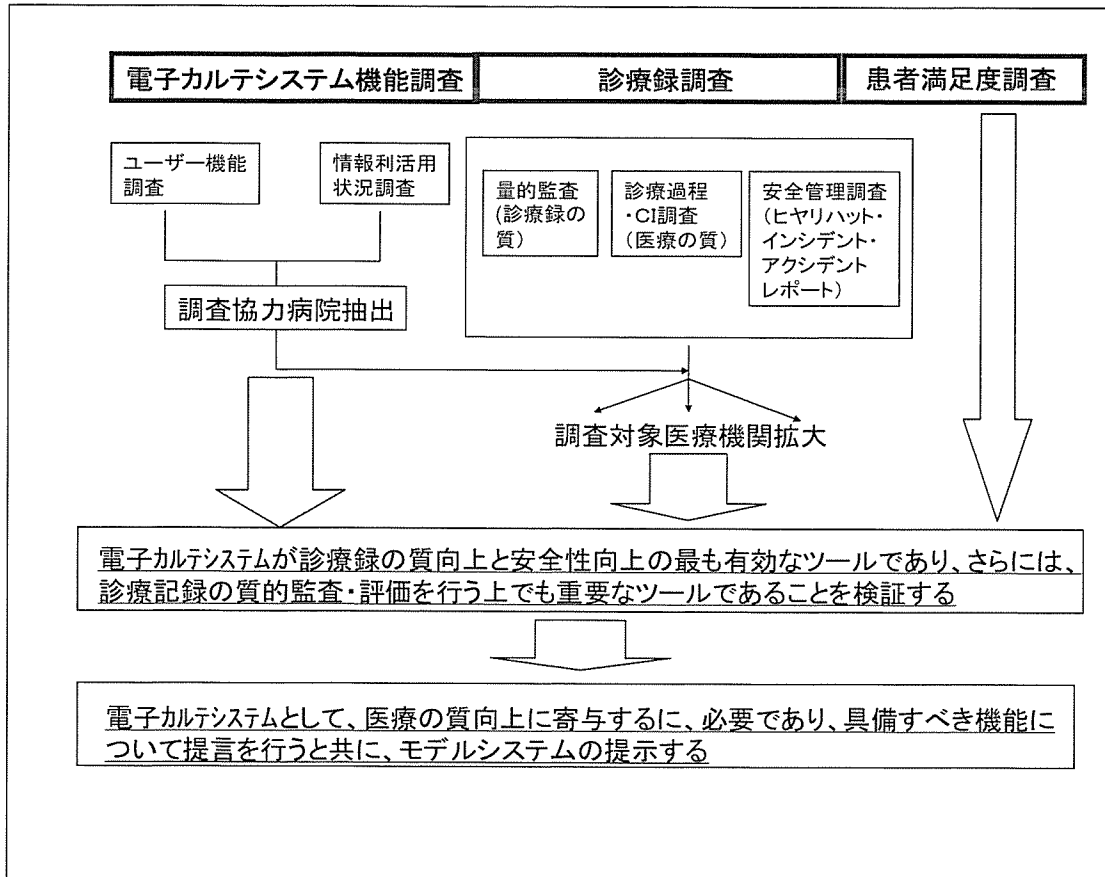 電子カルテシステム機能調査
診療録調査
患者満足度調査
ユーザー機能
調査
情報利活用
状況調査
量的監査
(診療録の
質)
診療過程
・CI調査
(医療の質)
安全管理調査
(ヒヤリハット・
インシデント・
アクシデント
レポート)
調査協力病院抽出
調査対象医療機関拡大
電子カルテシステムが診療録の質向上と安全性向上の最も有効なツールであり、さらには、
診療記録の質的監査・評価を行う上でも重要なツールであることを検証する
電子カルテシステムとして、医療の質向上に寄与するに、必要であり、具備すべき機能に
ついて提言を行うと共に、モデルシステムの提示する